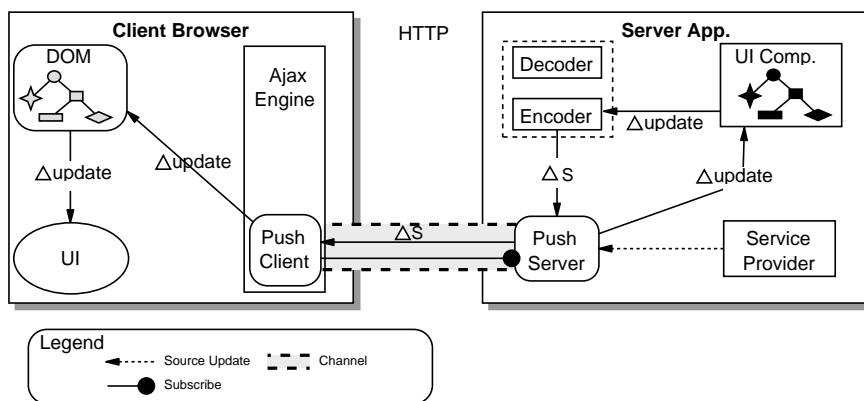 Client Browser
HTTP
Server App.
DOM
Ajax
Engine
Decoder
Encoder
UI Comp.
△update
△update
△update
△S
△update
△S
UI
Push
Client
Push
Server
Service
Provider
Legend
Source Update
Channel
Subscribe